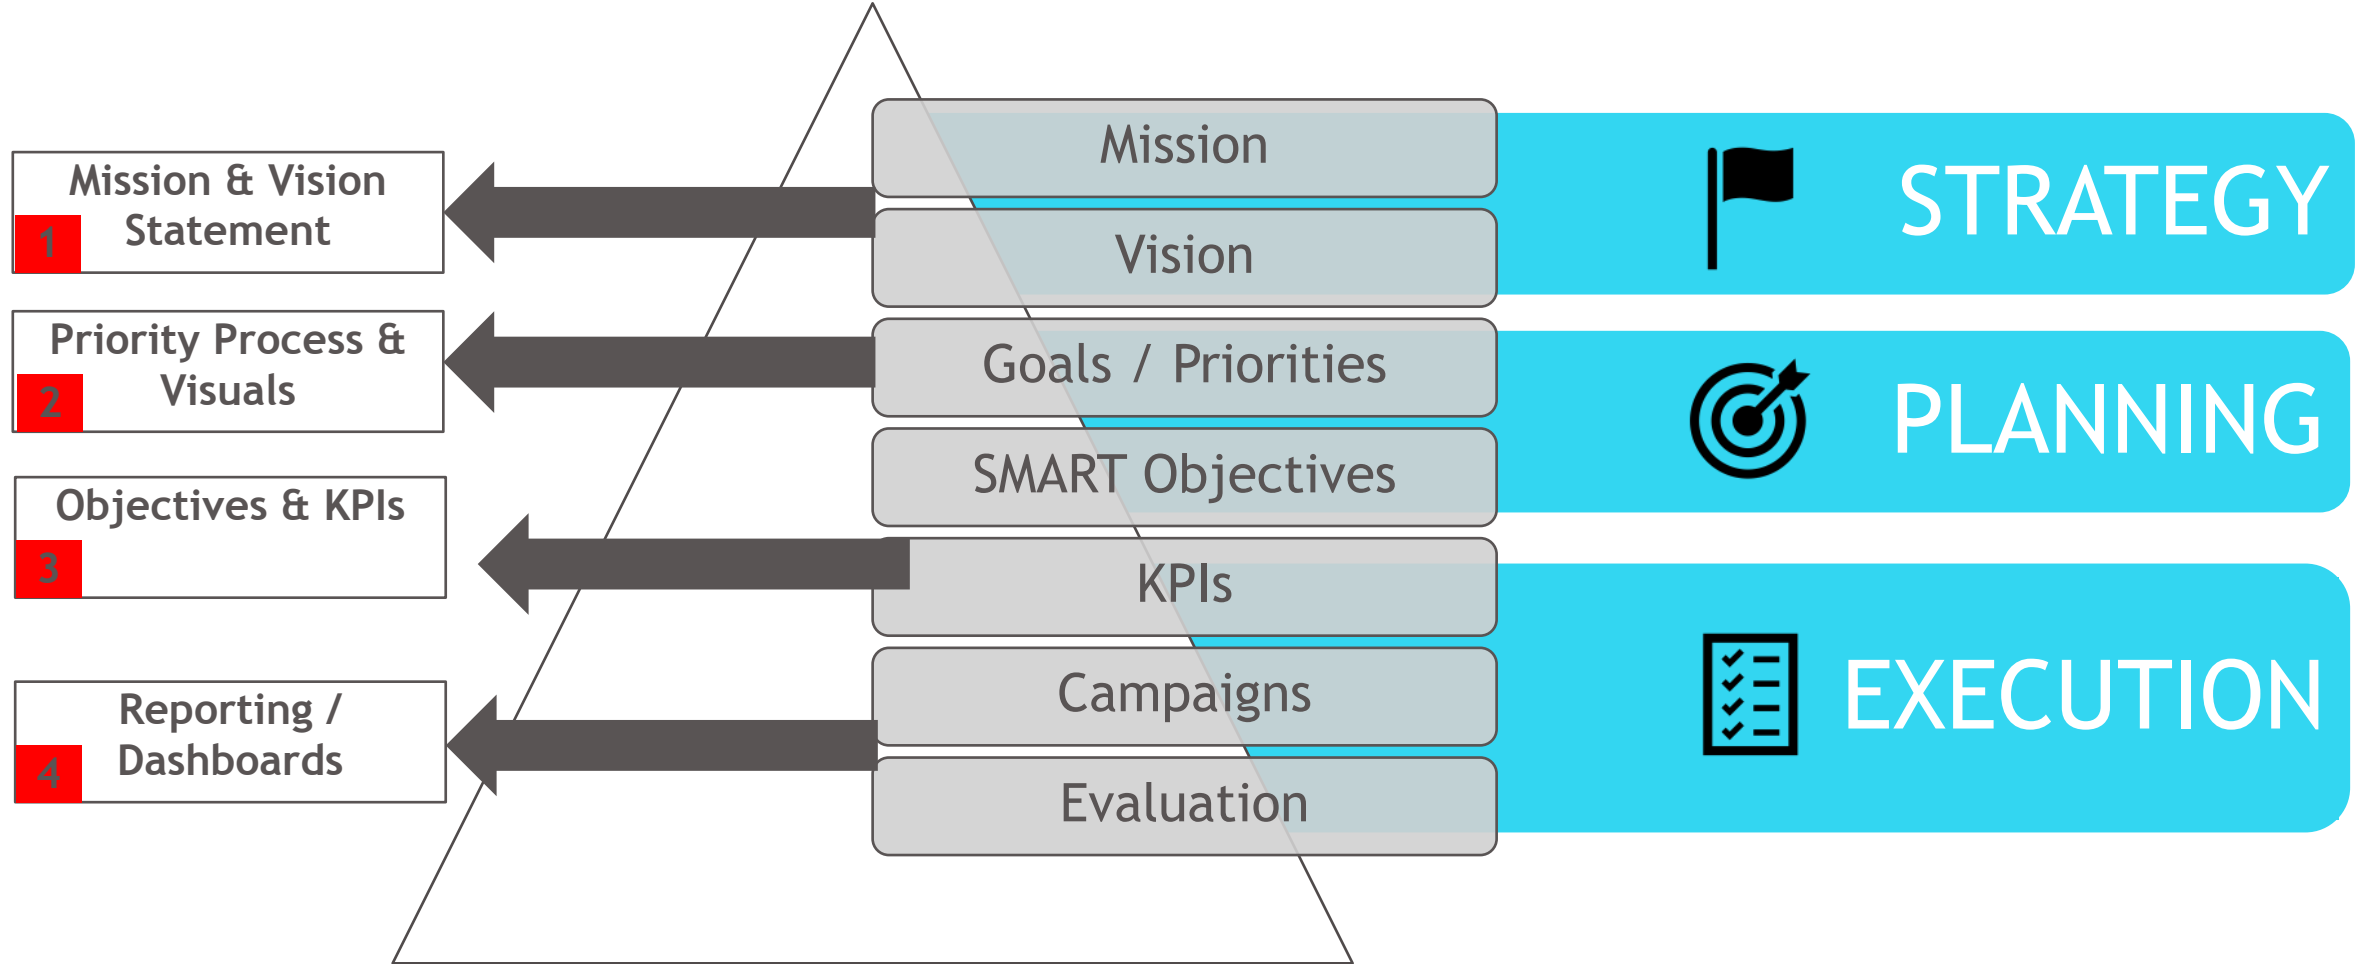 Mission & Vision
Statement
1
Priority Process &
Visuals
2
Objectives & KPIs
3
Reporting /
Dashboards
4
Mission
Vision
Goals / Priorities
SMART Objectives
KPIs
Campaigns
Evaluation
STRATEGY
PLANNING
EXECUTION